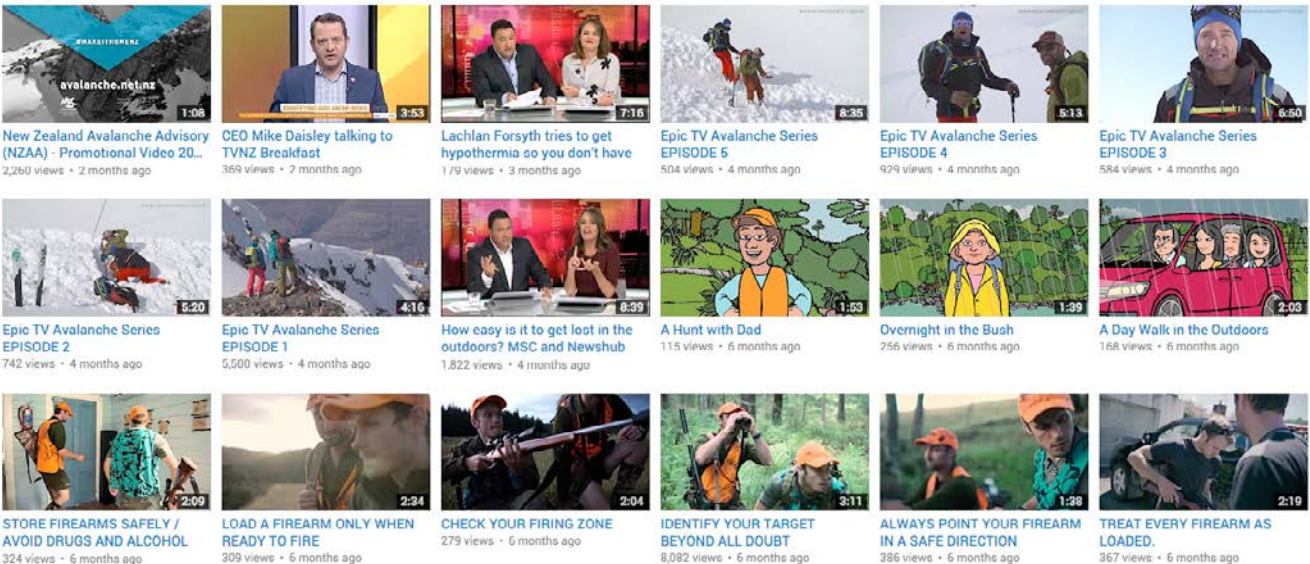 #MAKEITHOMENZ
avalanche.net.nz
1:08
New Zealand Avalanche Advisory
(NZAA) - Promotional Video 20...
2,260 views • 2 months ago
3:53
CEO Mike Daisley talking to
TVNZ Breakfast
369 views • 2 months ago
7:16
Lachlan Forsyth tries to get
hypothermia so you don't have
179 views • 3 months ago
8:35
Epic TV Avalanche Series
EPISODE 5
504 views • 4 months ago
5:13
Epic TV Avalanche Series
EPISODE 4
929 views • 4 months ago
6:50
Epic TV Avalanche Series
EPISODE 3
584 views • 4 months ago
5:20
Epic TV Avalanche Series
EPISODE 2
742 views • 4 months ago
4:16
Epic TV Avalanche Series
EPISODE 1
5,500 views • 4 months ago
8:39
How easy is it to get lost in the
outdoors? MSC and Newshub
1,822 views • 4 months ago
1:53
A Hunt with Dad
115 views • 6 months ago
1:39
Overnight in the Bush
256 views • 6 months ago
2:03
A Day Walk in the Outdoors
168 views • 6 months ago
2:09
STORE FIREARMS SAFELY /
AVOID DRUGS AND ALCOHOL
324 views • 6 months ago
2:34
LOAD A FIREARM ONLY WHEN
READY TO FIRE
309 views • 6 months ago
2:04
CHECK YOUR FIRING ZONE
279 views • 6 months ago
3:11
IDENTIFY YOUR TARGET
BEYOND ALL DOUBT
8,082 views • 6 months ago
1:38
ALWAYS POINT YOUR FIREARM
IN A SAFE DIRECTION
386 views • 6 months ago
2:19
TREAT EVERY FIREARM AS
LOADED.
367 views • 6 months ago